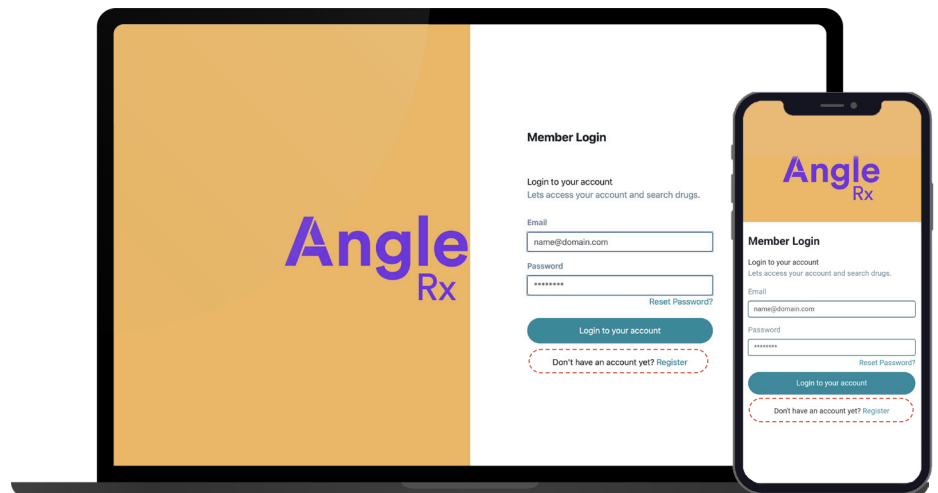 Angle
Rx
Member Login
Login to your account
Lets access your account and search drugs.
Email
name@domain.com
Password
********
Reset Password?
Login to your account
Don't have an account yet? Register
Angle
Rx
Member Login
Login to your account
Lets access your account and search drugs.
Email
name@domain.com
Password
********
Reset Password?
Login to your account
Don't have an account yet? Register